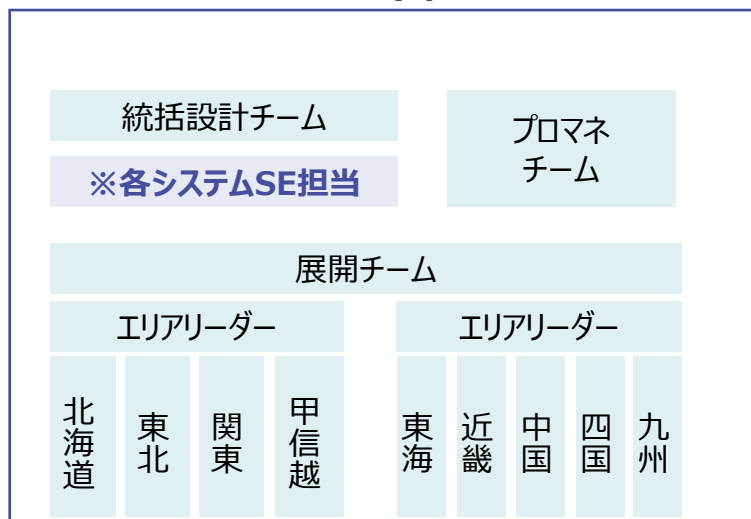 統括設計チーム
※各システムSE担当
プロマネ
チーム
展開チーム
エリアリーダー
エリアリーダー
北海道
東北
関東
甲信越
東海
近畿
中国
四国
九州